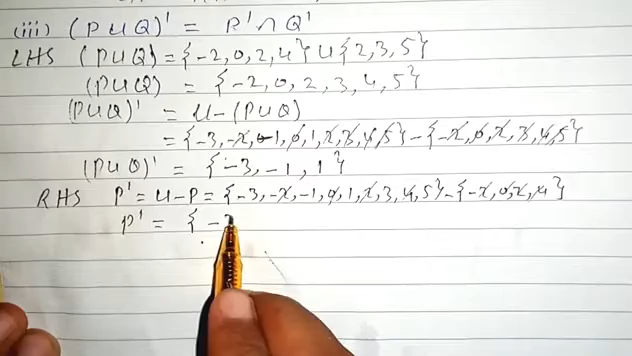 (iii) (P∪Q)' = P'∩Q'
LHS (P∪Q) = {-2, 0, 2, 4} ∪ {2, 3, 5}
(P∪Q) = {-2, 0, 2, 3, 4, 5}
(P∪Q)' = U-(P∪Q)
= {-3, -2, -1, 0, 1, 2, 3, 4, 5} - {-2, 0, 2, 3, 4, 5}
(P∪Q)' = {-3, -1, 1}
RHS P' = U-P = {-3, -2, -1, 0, 1, 2, 3, 4, 5} - {-2, 0, 2, 4}
P' = { -